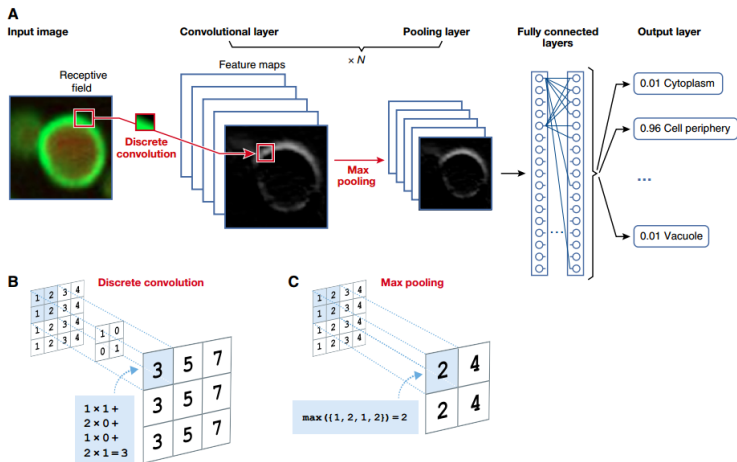 A
Input image
Convolutional layer
Pooling layer
Fully connected
layers
Output layer
× N
Receptive
field
Feature maps
Discrete
convolution
Max
pooling
0.01 Cytoplasm
0.96 Cell periphery
...
...
0.01 Vacuole
B
Discrete convolution
1 2 3 4
1 2 3 4
1 2 3 4
1 2 3 4
1 0
0 1
3 5 7
3 5 7
3 5 7
1 × 1 +
2 × 0 +
1 × 0 +
2 × 1 = 3
C
Max pooling
1 2 3 4
1 2 3 4
1 2 3 4
1 2 3 4
2 4
2 4
max({1, 2, 1, 2}) = 2